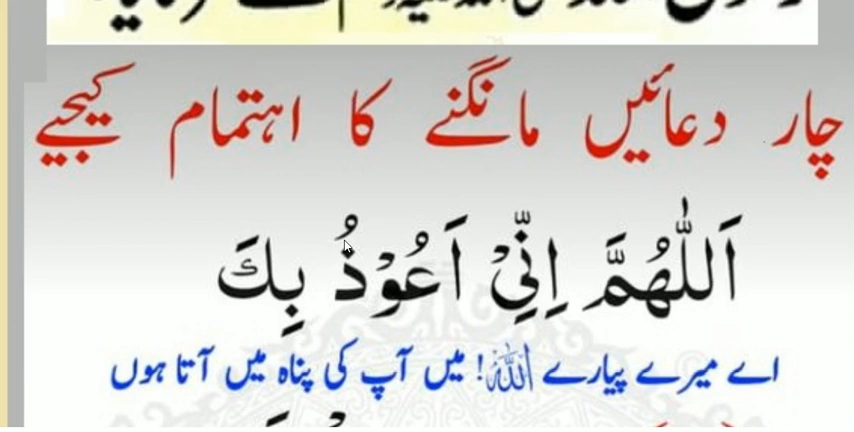 چار دعائیں مانگنے کا اہتمام کیجیے
اَللّٰهُمَّ اِنِّیْ اَعُوْذُ بِكَ
اے میرے پیارے اللہ! میں آپ کی پناہ میں آتا ہوں